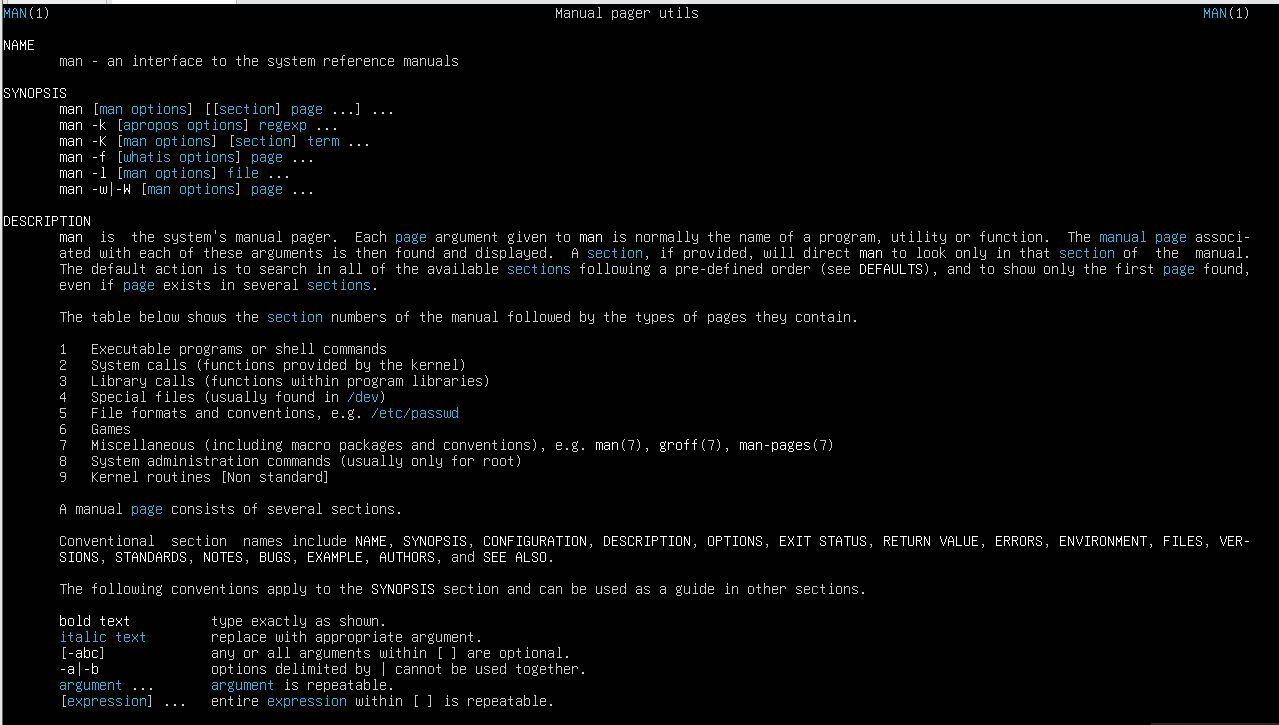 MAN(1) Manual pager utils MAN(1)
NAME
man - an interface to the system reference manuals
SYNOPSIS
man [man options] [[section] page ...] ...
man -k [apropos options] regexp ...
man -K [man options] [section] term ...
man -f [whatis options] page ...
man -l [man options] file ...
man -w|-W [man options] page ...
DESCRIPTION
man is the system's manual pager. Each page argument given to man is normally the name of a program, utility or function. The manual page associ-
ated with each of these arguments is then found and displayed. A section, if provided, will direct man to look only in that section of the manual.
The default action is to search in all of the available sections following a pre-defined order (see DEFAULTS), and to show only the first page found,
even if page exists in several sections.
The table below shows the section numbers of the manual followed by the types of pages they contain.
1 Executable programs or shell commands
2 System calls (functions provided by the kernel)
3 Library calls (functions within program libraries)
4 Special files (usually found in /dev)
5 File formats and conventions, e.g. /etc/passwd
6 Games
7 Miscellaneous (including macro packages and conventions), e.g. man(7), groff(7), man-pages(7)
8 System administration commands (usually only for root)
9 Kernel routines [Non standard]
A manual page consists of several sections.
Conventional section names include NAME, SYNOPSIS, CONFIGURATION, DESCRIPTION, OPTIONS, EXIT STATUS, RETURN VALUE, ERRORS, ENVIRONMENT, FILES, VER-
SIONS, STANDARDS, NOTES, BUGS, EXAMPLE, AUTHORS, and SEE ALSO.
The following conventions apply to the SYNOPSIS section and can be used as a guide in other sections.
bold text type exactly as shown.
italic text replace with appropriate argument.
[-abc] any or all arguments within [ ] are optional.
-a|-b options delimited by | cannot be used together.
argument ... argument is repeatable.
[expression] ... entire expression within [ ] is repeatable.